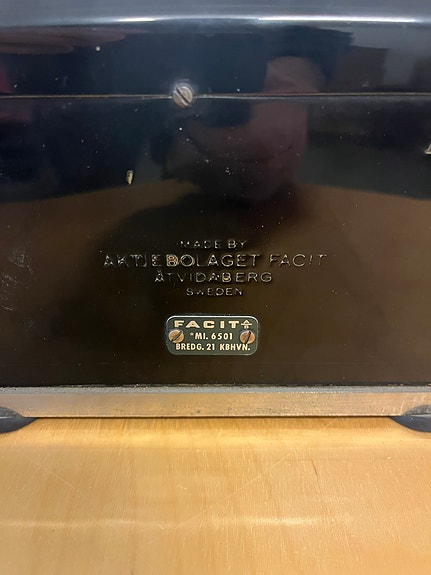 MADE BY
AKTIEBOLAGET FACIT
ÅTVIDABERG
SWEDEN
FACIT A/B
*MI. 6501
BREDG. 21 KBHVN.